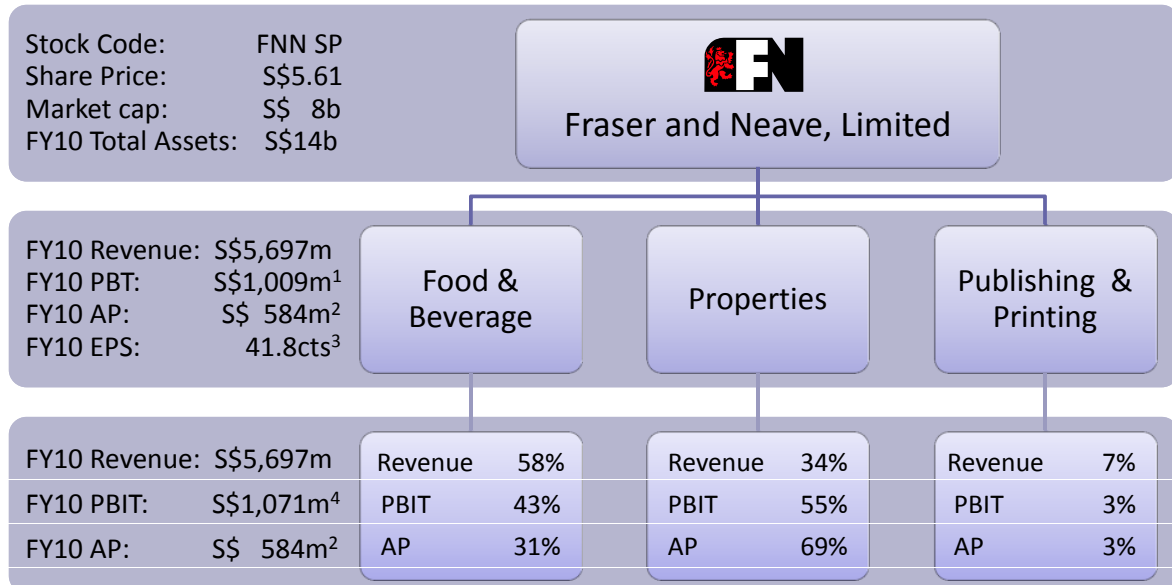 Stock Code: FNN SP
Share Price: S$5.61
Market cap: S$ 8b
FY10 Total Assets: S$14b
FN
Fraser and Neave, Limited
FY10 Revenue: S$5,697m
FY10 PBT: S$1,009m¹
FY10 AP: S$ 584m²
FY10 EPS: 41.8cts³
Food &
Beverage
Properties
Publishing &
Printing
FY10 Revenue: S$5,697m
FY10 PBIT: S$1,071m⁴
FY10 AP: S$ 584m²
Revenue 58%
PBIT 43%
AP 31%
Revenue 34%
PBIT 55%
AP 69%
Revenue 7%
PBIT 3%
AP 3%